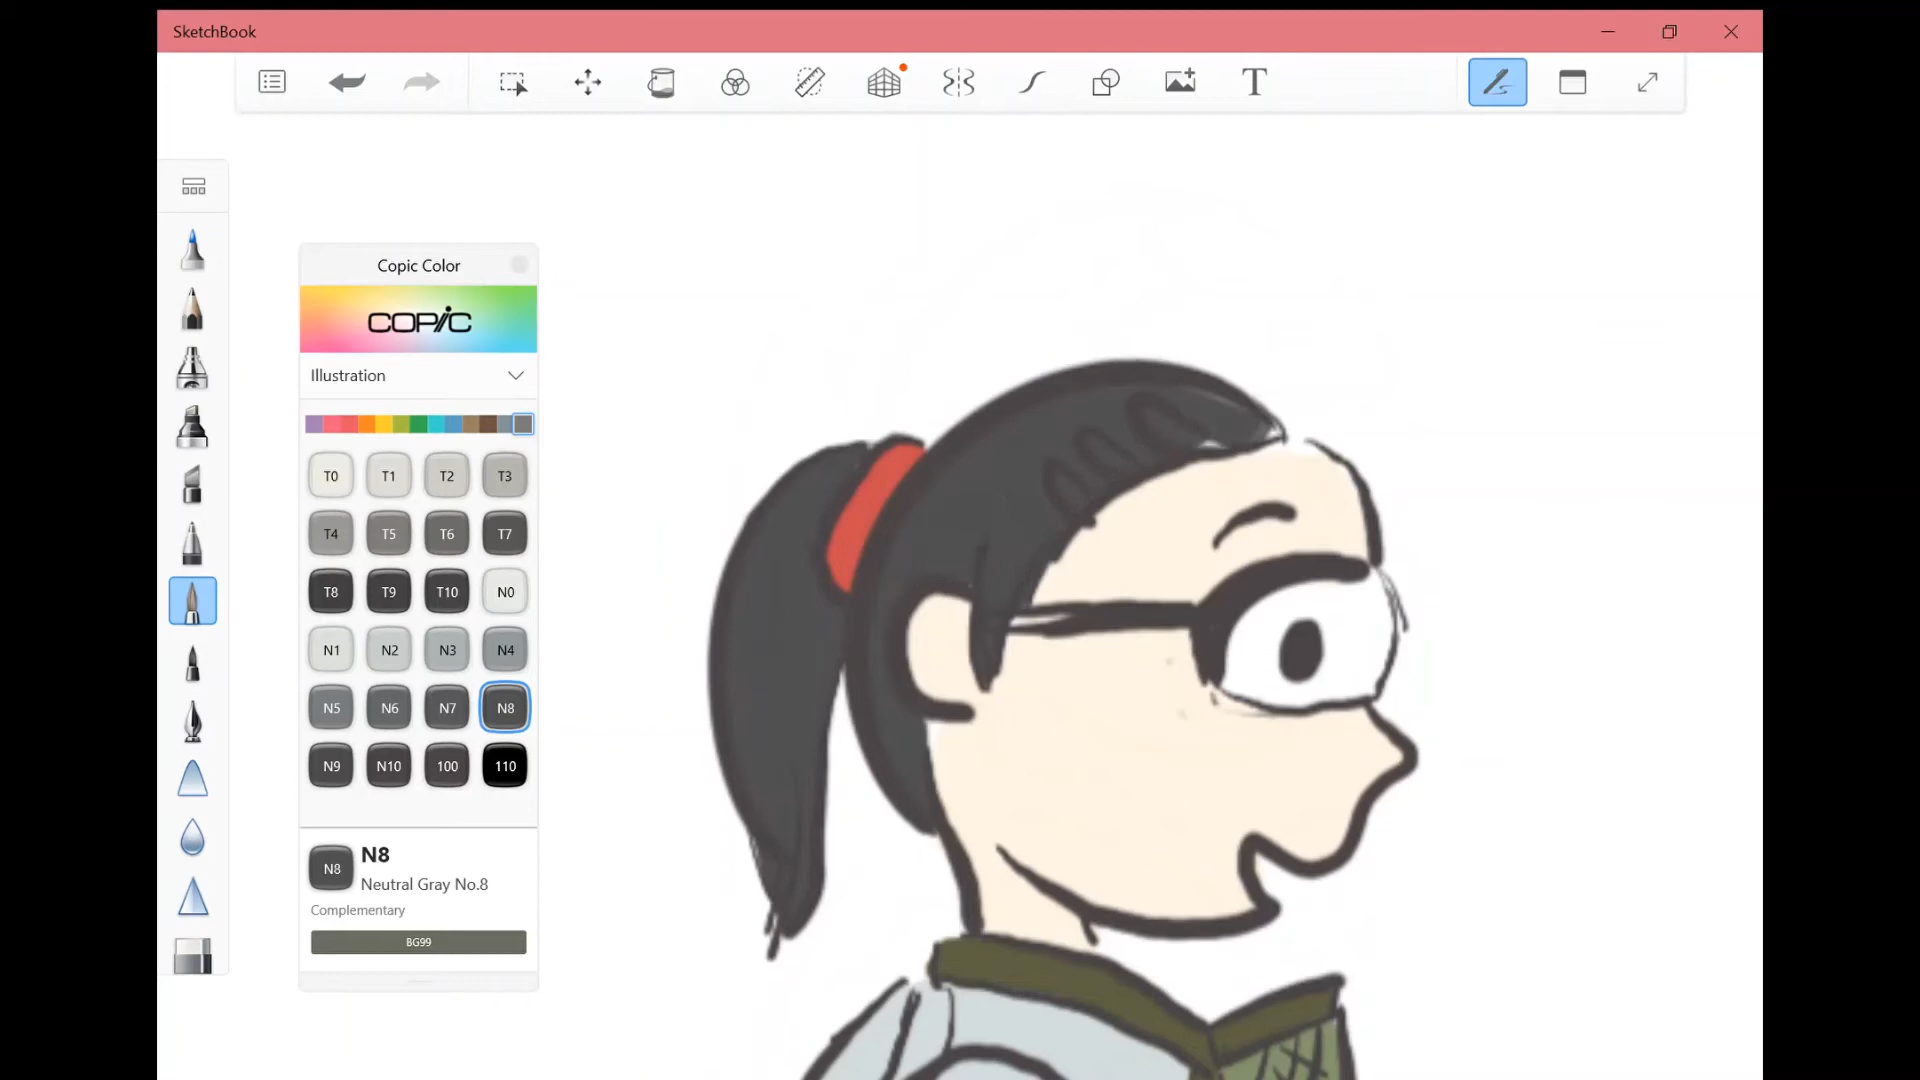 SketchBook
T
Copic Color
COPIC
Illustration
T0 T1 T2 T3
T4 T5 T6 T7
T8 T9 T10 N0
N1 N2 N3 N4
N5 N6 N7 N8
N9 N10 100 110
N8
N8
Neutral Gray No.8
Complementary
BG99